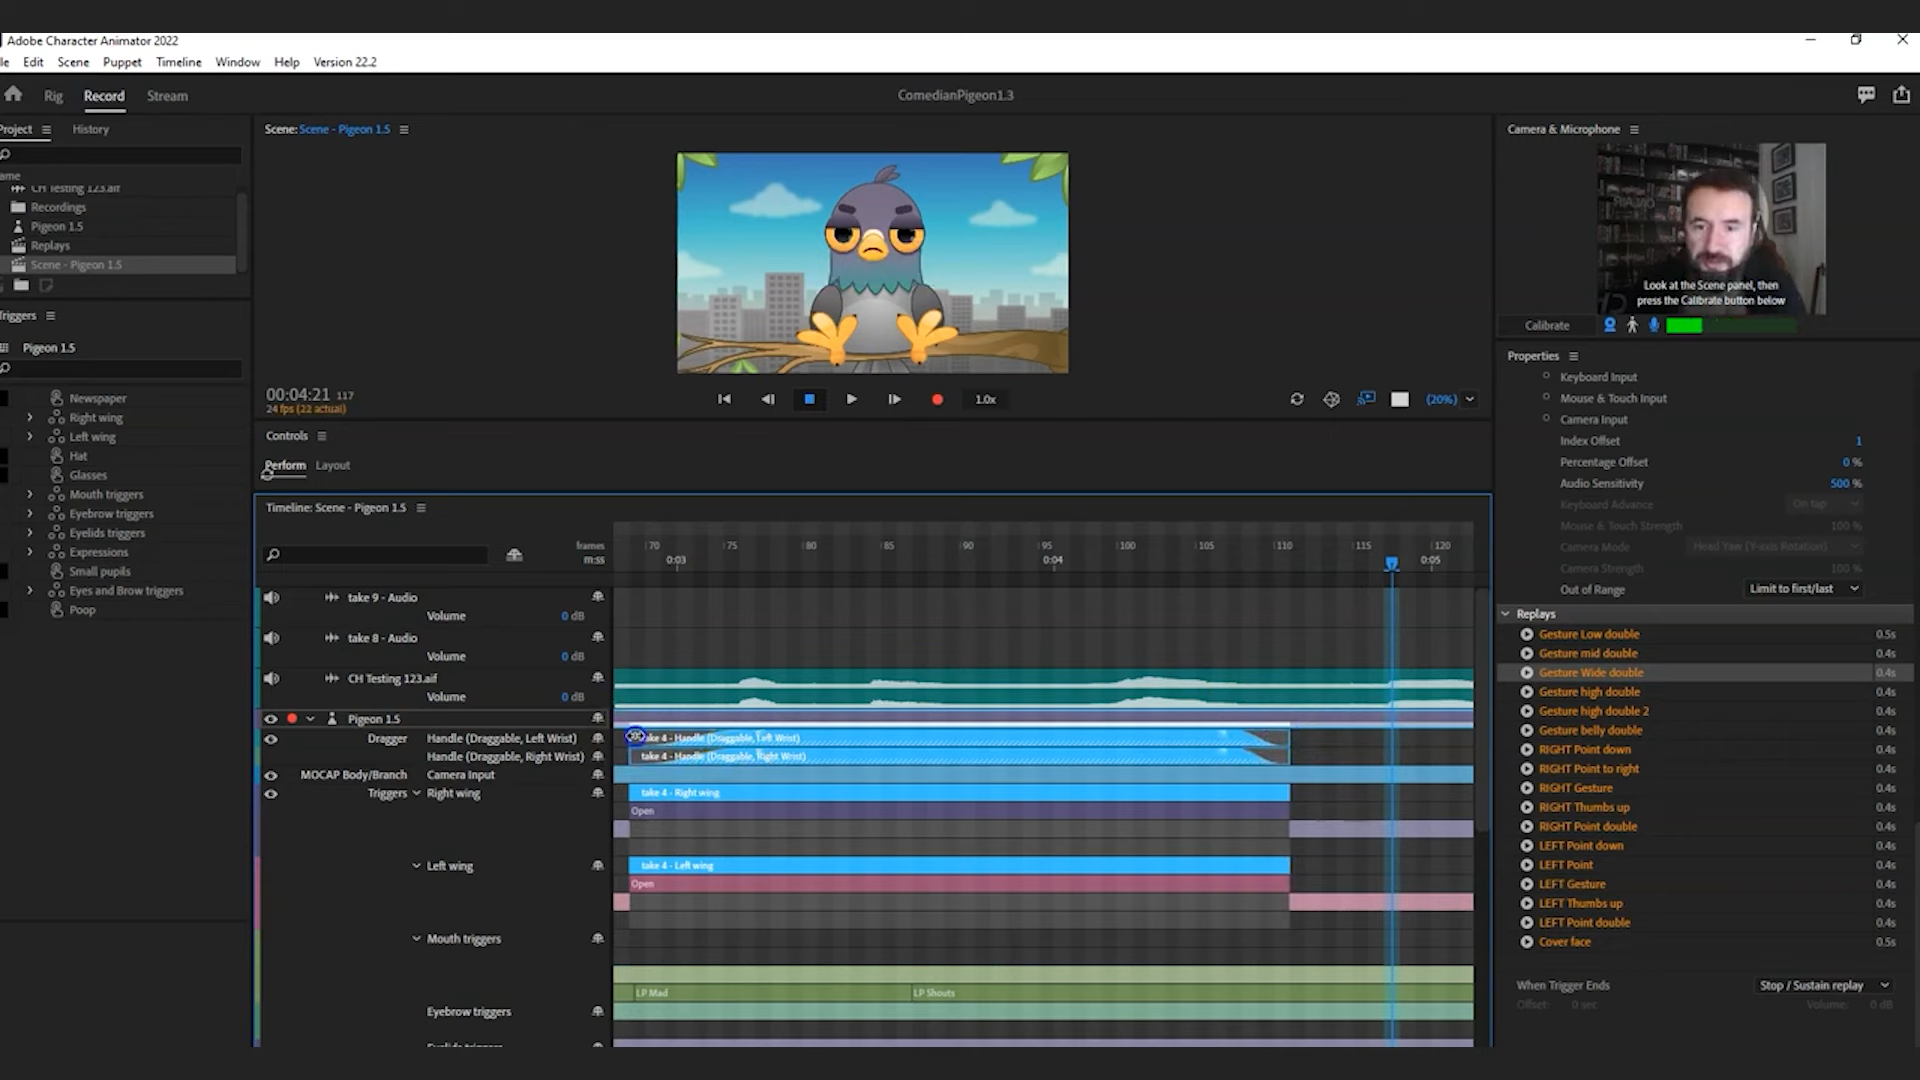 Adobe Character Animator 2022
le Edit Scene Puppet Timeline Window Help Version 22.2
Rig Record Stream
ComedianPigeon1.3
Project History
ame
CH Testing 123.aif
Recordings
Pigeon 1.5
Replays
Scene - Pigeon 1.5
Triggers
Pigeon 1.5
Newspaper
Right wing
Left wing
Hat
Glasses
Mouth triggers
Eyebrow triggers
Eyelids triggers
Expressions
Small pupils
Eyes and Brow triggers
Poop
Scene: Scene - Pigeon 1.5
00:04:21 117
24 fps (22 actual)
1.0x
(20%)
Controls
Perform Layout
Timeline: Scene - Pigeon 1.5
frames 70 75 80 85 90 95 100 105 110 115 120
m:ss 0:03 0:04 0:05
take 9 - Audio
Volume 0 dB
take 8 - Audio
Volume 0 dB
CH Testing 123.aif
Volume 0 dB
Pigeon 1.5
Dragger Handle (Draggable, Left Wrist) take 4 - Handle (Draggable, Left Wrist)
Handle (Draggable, Right Wrist) take 4 - Handle (Draggable, Right Wrist)
MOCAP Body/Branch Camera Input
Triggers Right wing take 4 - Right wing
Open
Left wing take 4 - Left wing
Open
Mouth triggers
LP Mad LP Shouts
Eyebrow triggers
Camera & Microphone
Look at the Scene panel, then
press the Calibrate button below
Calibrate
Properties
Keyboard Input
Mouse & Touch Input
Camera Input
Index Offset 1
Percentage Offset 0 %
Audio Sensitivity 500 %
Keyboard Advance On tap
Mouse & Touch Strength 100 %
Camera Mode Head Yaw (Y-axis Rotation)
Camera Strength 100 %
Out of Range Limit to first/last
Replays
Gesture Low double 0.5s
Gesture mid double 0.4s
Gesture Wide double 0.4s
Gesture high double 0.4s
Gesture high double 2 0.4s
Gesture belly double 0.4s
RIGHT Point down 0.4s
RIGHT Point to right 0.4s
RIGHT Gesture 0.4s
RIGHT Thumbs up 0.4s
RIGHT Point double 0.4s
LEFT Point down 0.4s
LEFT Point 0.4s
LEFT Gesture 0.4s
LEFT Thumbs up 0.4s
LEFT Point double 0.4s
Cover face 0.5s
When Trigger Ends Stop / Sustain replay
Offset: 0 sec Volume: 0 dB